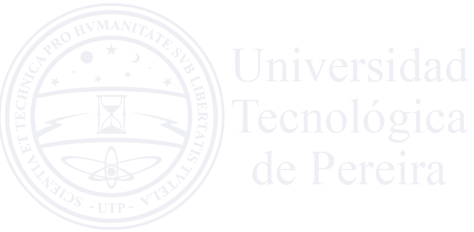 SCIENTIA ET TECHNICA PRO HVMANITATE SVB LIBERTATIS TVTELA
- UTP -
Universidad
Tecnológica
de Pereira